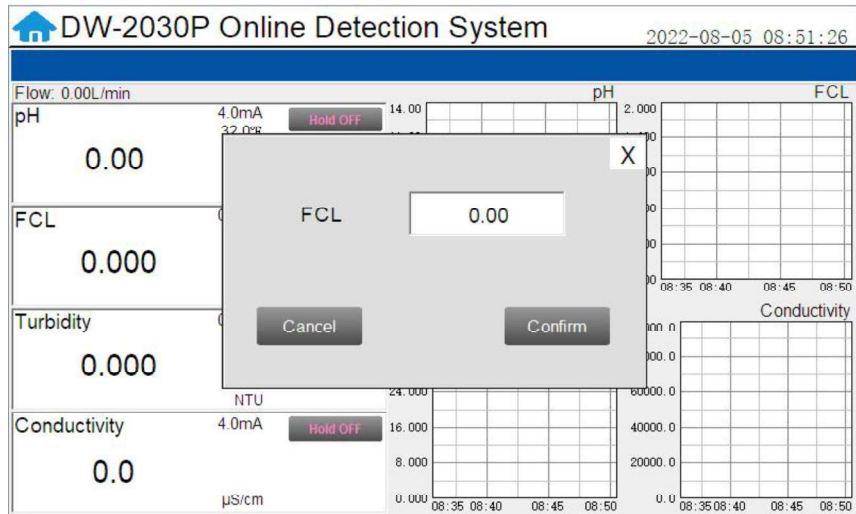 DW-2030P Online Detection System
2022-08-05 08:51:26
Flow: 0.00L/min
pH
FCL
pH
4.0mA
Hold OFF
32.0°F
0.00
14.00
2.000
X
FCL
0.00
Cancel
Confirm
FCL
0.000
08:35 08:40 08:45 08:50
Turbidity
0.000
NTU
Conductivity
24.000
60000.0
Conductivity
4.0mA
Hold OFF
0.0
µS/cm
16.000
8.000
0.000
08:35 08:40 08:45 08:50
40000.0
20000.0
0.0
08:35 08:40 08:45 08:50